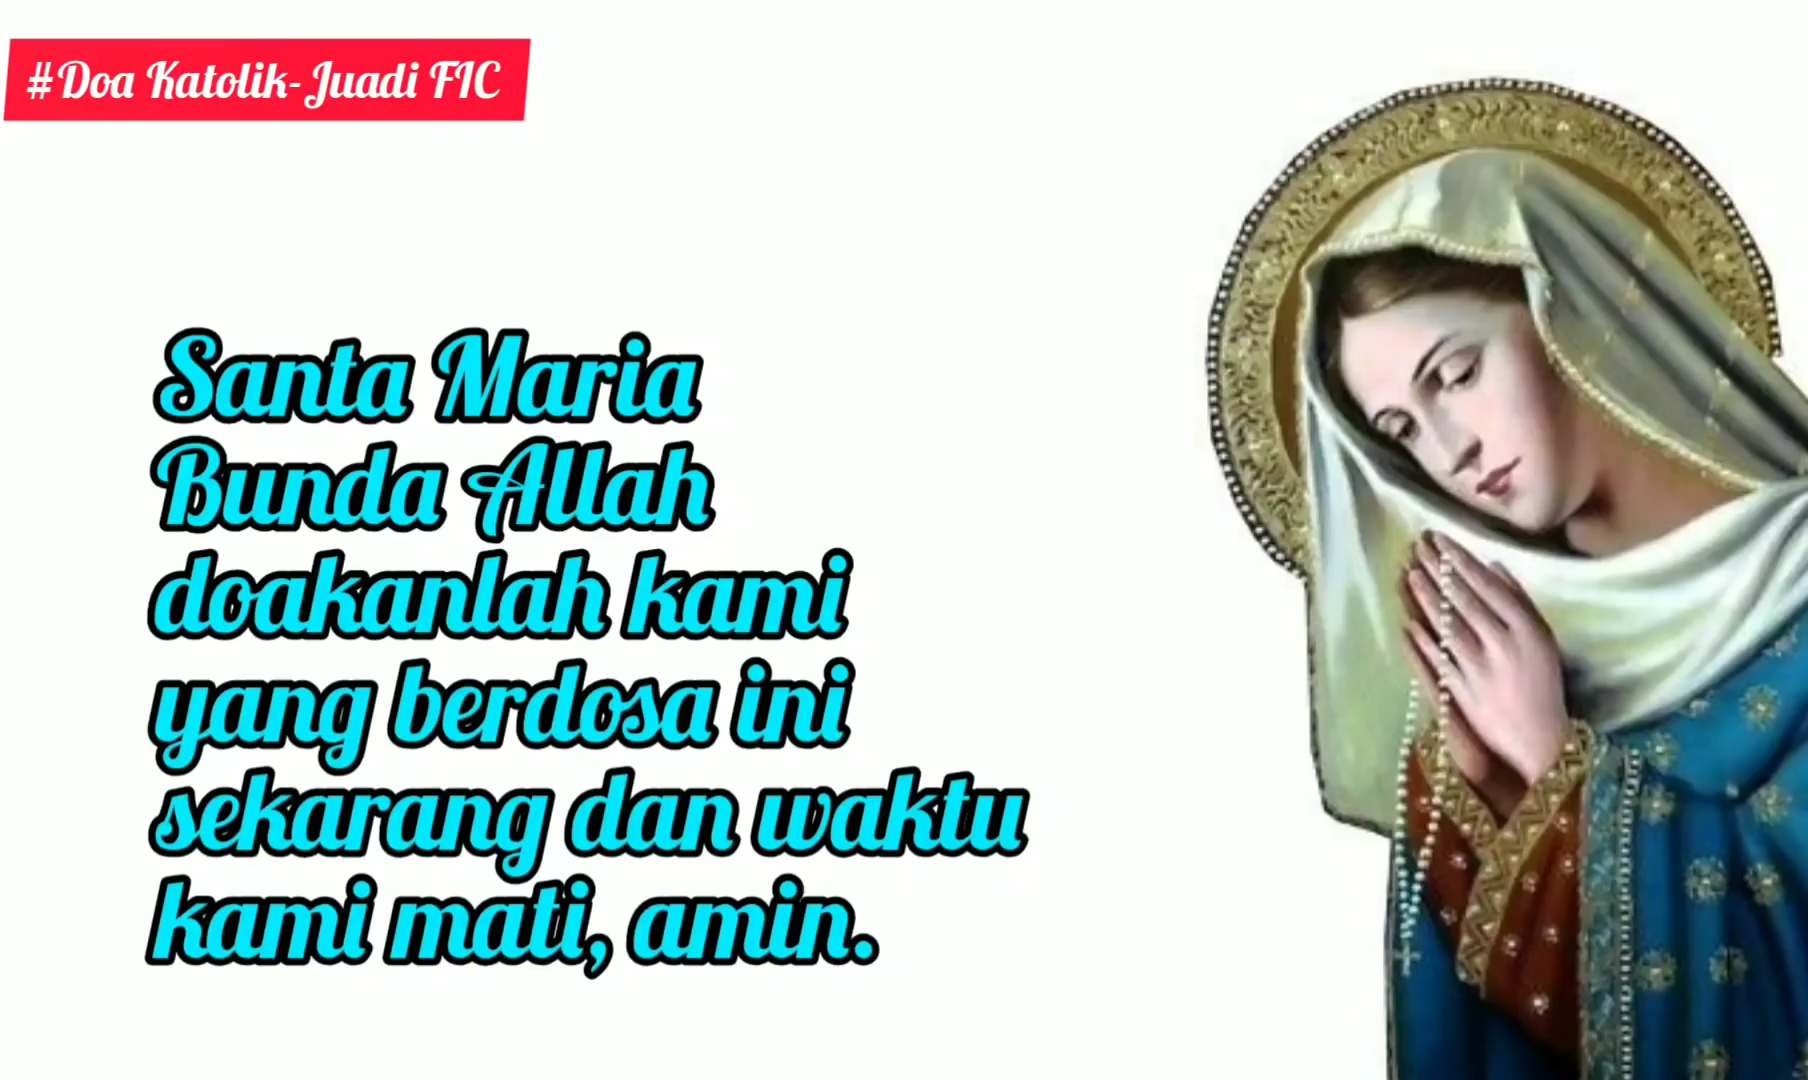 #Doa Katolik-Juadi FIC
Santa Maria
Bunda Allah
doakanlah kami
yang berdosa ini
sekarang dan waktu
kami mati, amin.